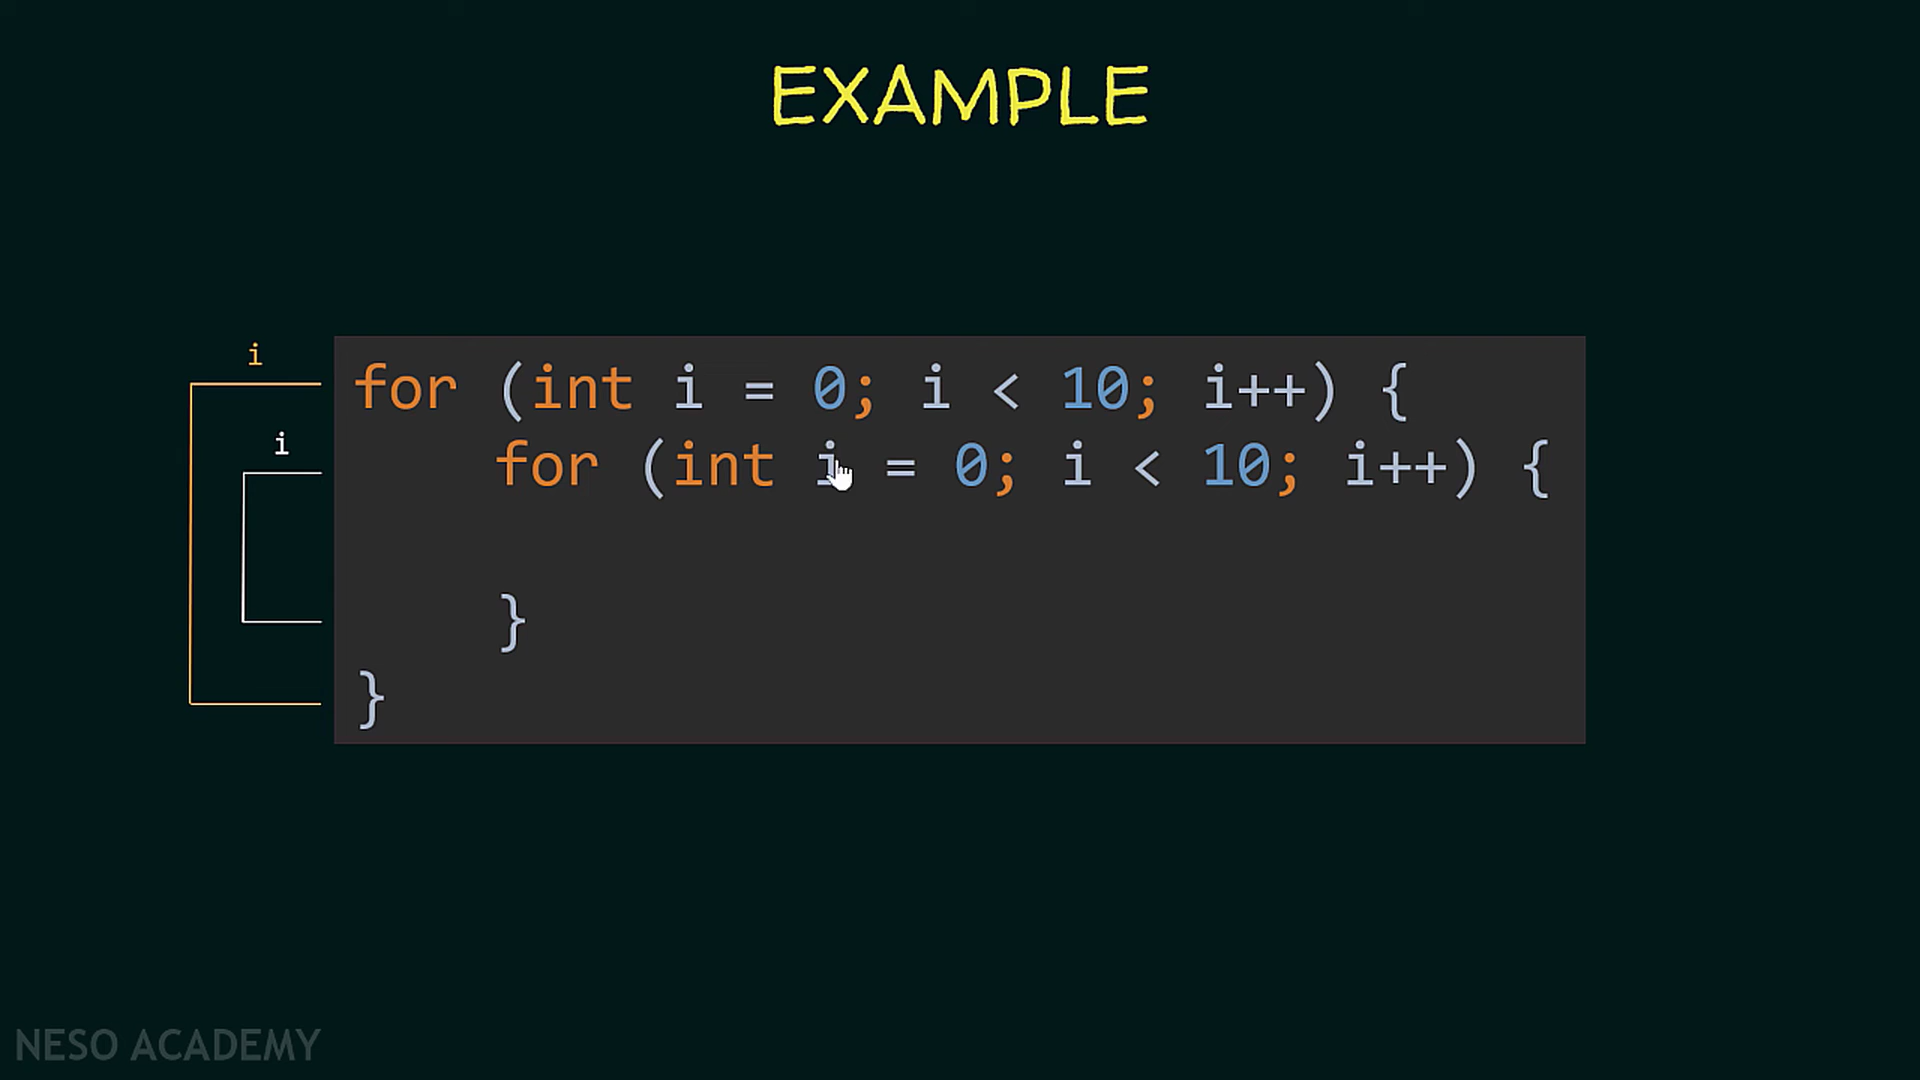 EXAMPLE
i
for (int i = 0; i < 10; i++) {
i
for (int i = 0; i < 10; i++) {
}
}
NESO ACADEMY